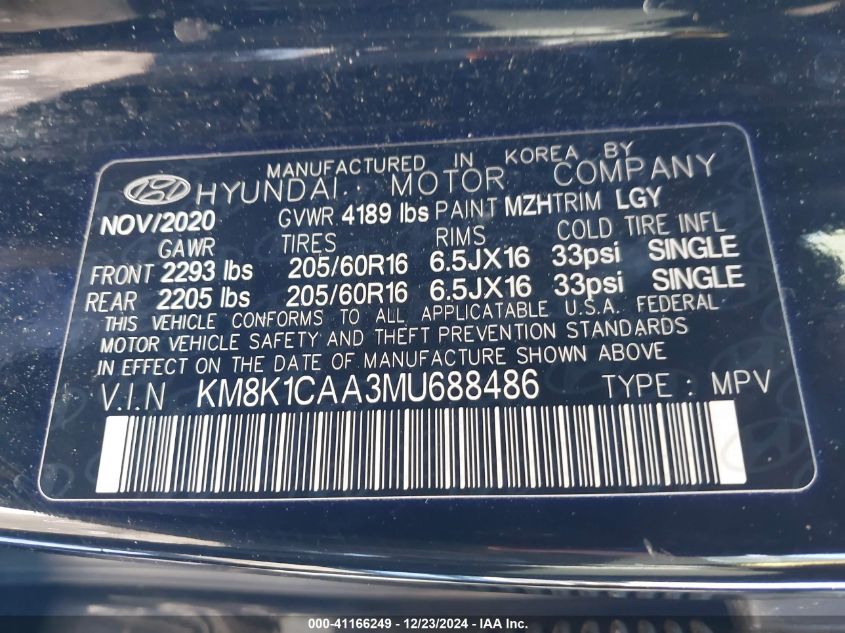 MANUFACTURED IN KOREA BY
HYUNDAI MOTOR COMPANY
NOV/2020 GVWR 4189 lbs PAINT MZH TRIM LGY
GAWR TIRES RIMS COLD TIRE INFL
FRONT 2293 lbs 205/60R16 6.5JX16 33psi SINGLE
REAR 2205 lbs 205/60R16 6.5JX16 33psi SINGLE
THIS VEHICLE CONFORMS TO ALL APPLICATABLE U.S.A. FEDERAL
MOTOR VEHICLE SAFETY AND THEFT PREVENTION STANDARDS
IN EFFECT ON THE DATE OF MANUFACTURE SHOWN ABOVE.
V.I.N KM8K1CAA3MU688486 TYPE : MPV
000-41166249 - 12/23/2024 - IAA Inc.